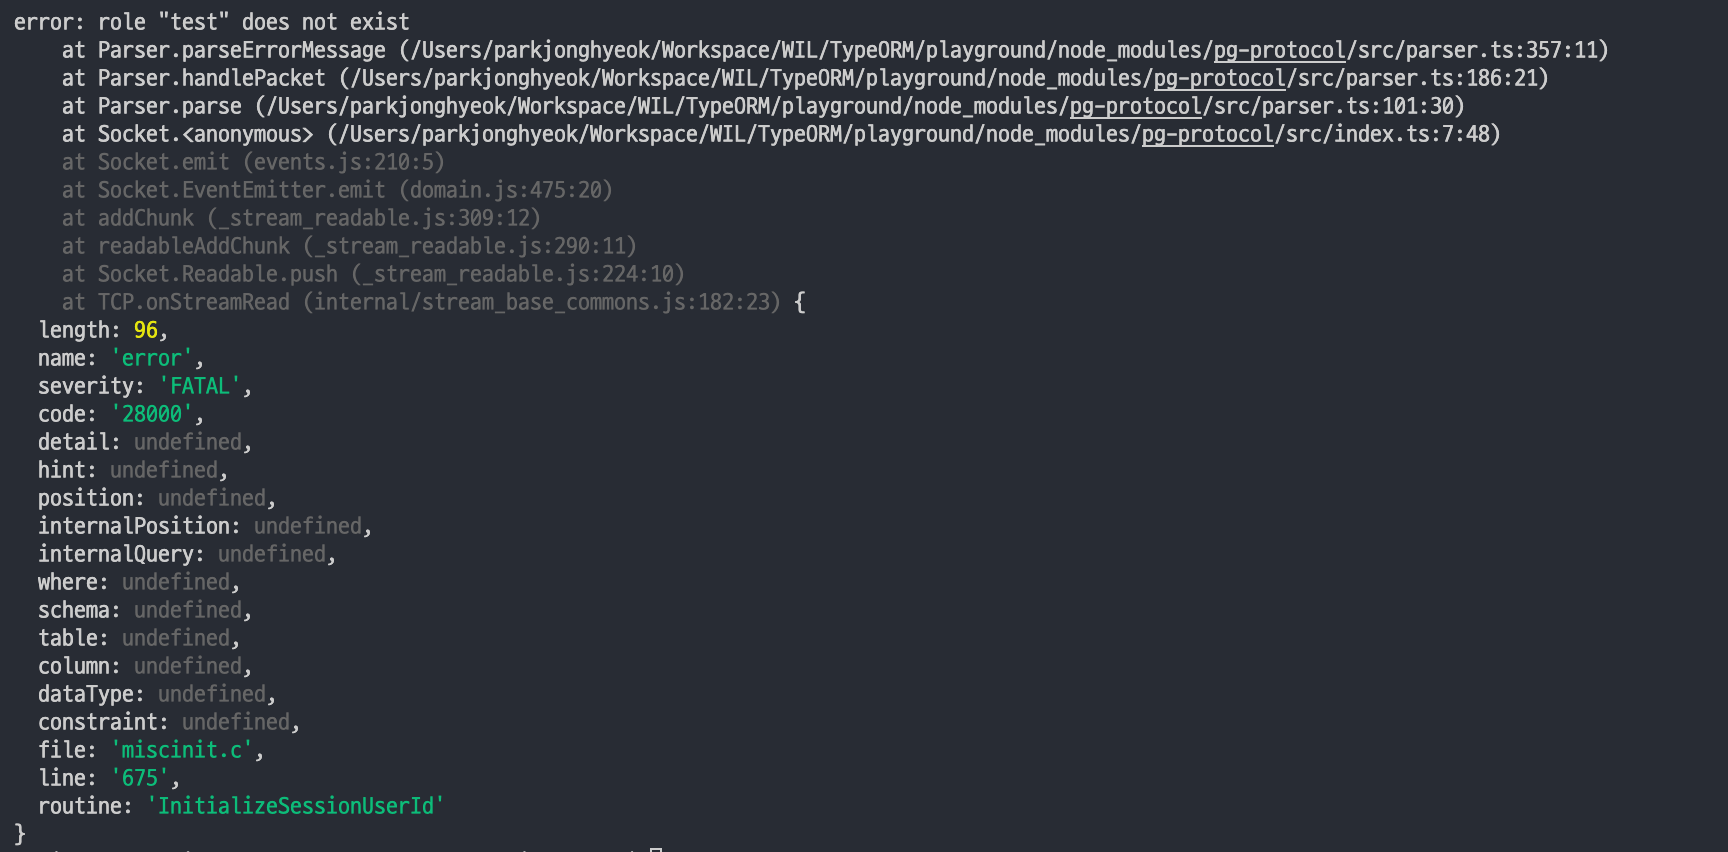 error: role "test" does not exist
    at Parser.parseErrorMessage (/Users/parkjonghyeok/Workspace/WIL/TypeORM/playground/node_modules/pg-protocol/src/parser.ts:357:11)
    at Parser.handlePacket (/Users/parkjonghyeok/Workspace/WIL/TypeORM/playground/node_modules/pg-protocol/src/parser.ts:186:21)
    at Parser.parse (/Users/parkjonghyeok/Workspace/WIL/TypeORM/playground/node_modules/pg-protocol/src/parser.ts:101:30)
    at Socket.<anonymous> (/Users/parkjonghyeok/Workspace/WIL/TypeORM/playground/node_modules/pg-protocol/src/index.ts:7:48)
    at Socket.emit (events.js:210:5)
    at Socket.EventEmitter.emit (domain.js:475:20)
    at addChunk (_stream_readable.js:309:12)
    at readableAddChunk (_stream_readable.js:290:11)
    at Socket.Readable.push (_stream_readable.js:224:10)
    at TCP.onStreamRead (internal/stream_base_commons.js:182:23) {
  length: 96,
  name: 'error',
  severity: 'FATAL',
  code: '28000',
  detail: undefined,
  hint: undefined,
  position: undefined,
  internalPosition: undefined,
  internalQuery: undefined,
  where: undefined,
  schema: undefined,
  table: undefined,
  column: undefined,
  dataType: undefined,
  constraint: undefined,
  file: 'miscinit.c',
  line: '675',
  routine: 'InitializeSessionUserId'
}